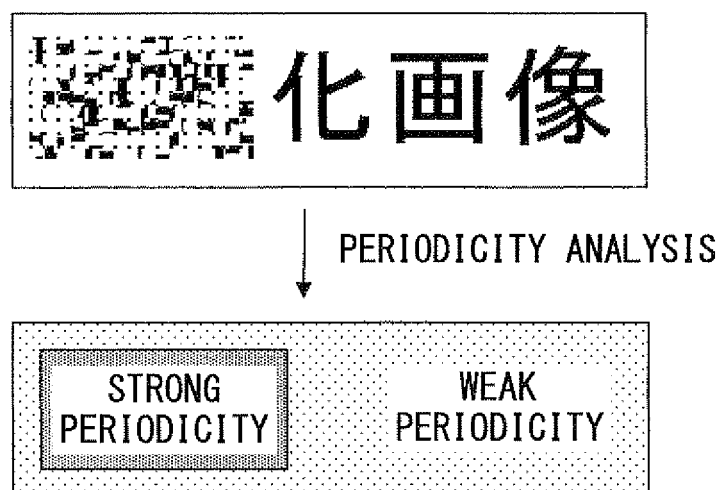 化画像
PERIODICITY ANALYSIS
STRONG
PERIODICITY
WEAK
PERIODICITY